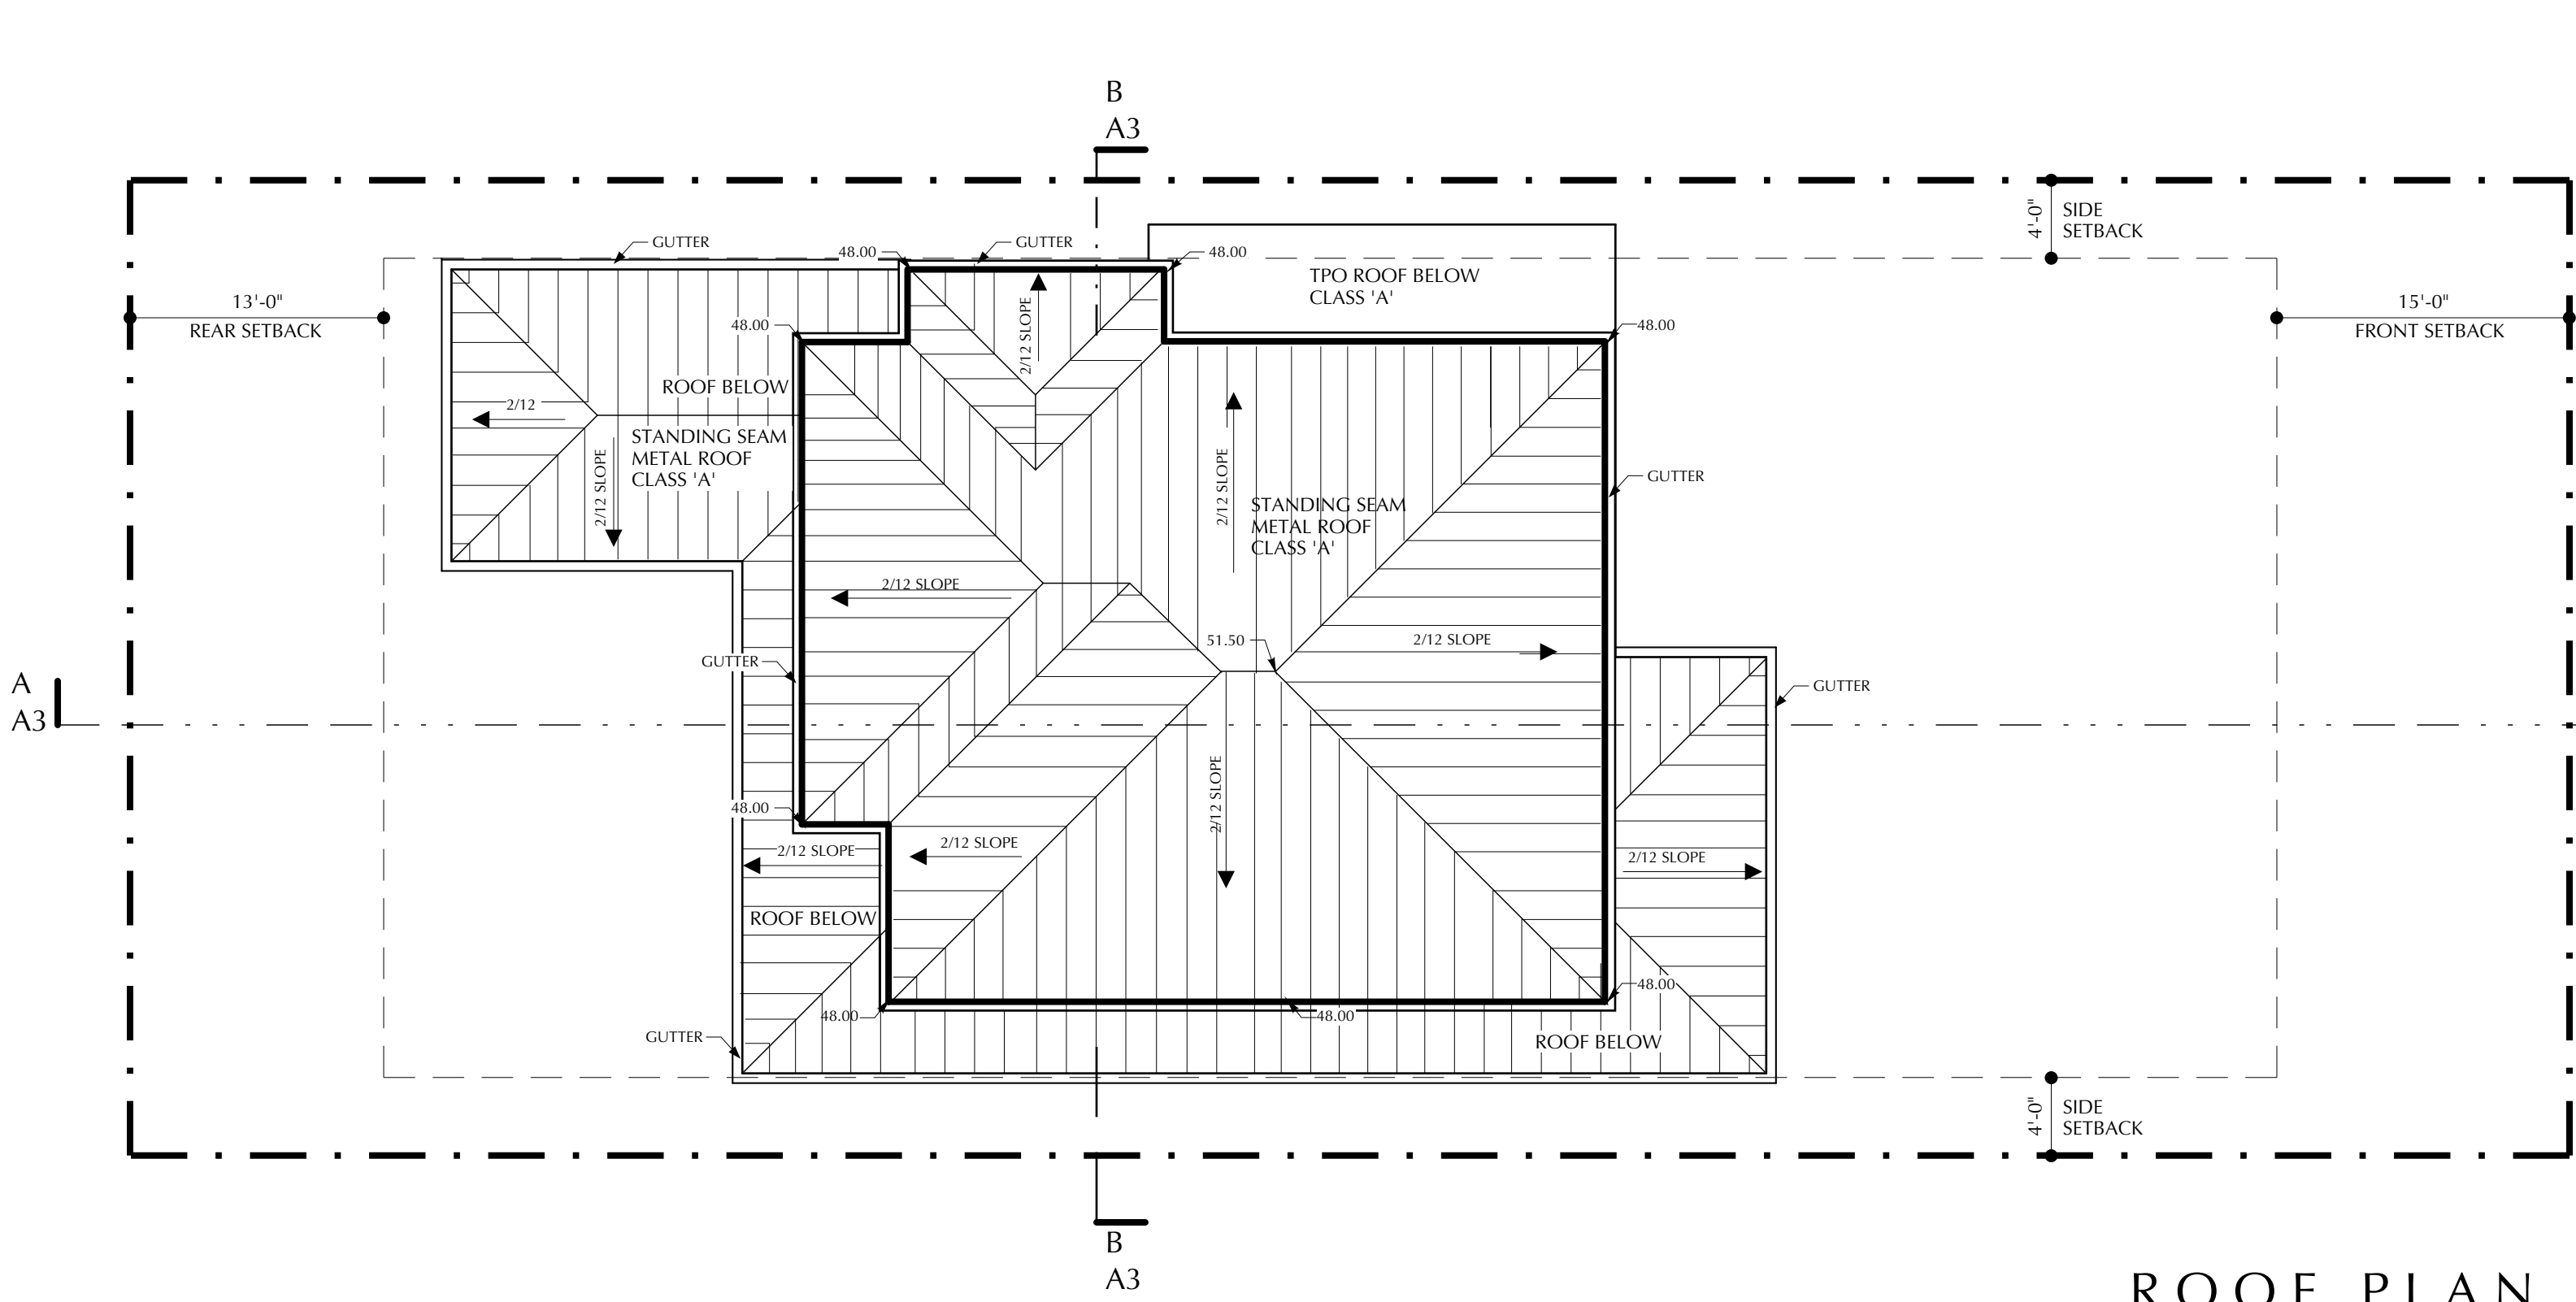 B
A3
4'-0"
SIDE
SETBACK
GUTTER
GUTTER
48.00
48.00
TPO ROOF BELOW
CLASS 'A'
13'-0"
REAR SETBACK
15'-0"
FRONT SETBACK
48.00
48.00
2/12 SLOPE
ROOF BELOW
2/12
STANDING SEAM
METAL ROOF
CLASS 'A'
2/12 SLOPE
2/12 SLOPE
GUTTER
STANDING SEAM
METAL ROOF
CLASS 'A'
2/12 SLOPE
51.50
2/12 SLOPE
GUTTER
A
A3
GUTTER
2/12 SLOPE
48.00
2/12 SLOPE
2/12 SLOPE
2/12 SLOPE
ROOF BELOW
48.00
48.00
48.00
GUTTER
ROOF BELOW
4'-0"
SIDE
SETBACK
B
A3
ROOF PLAN